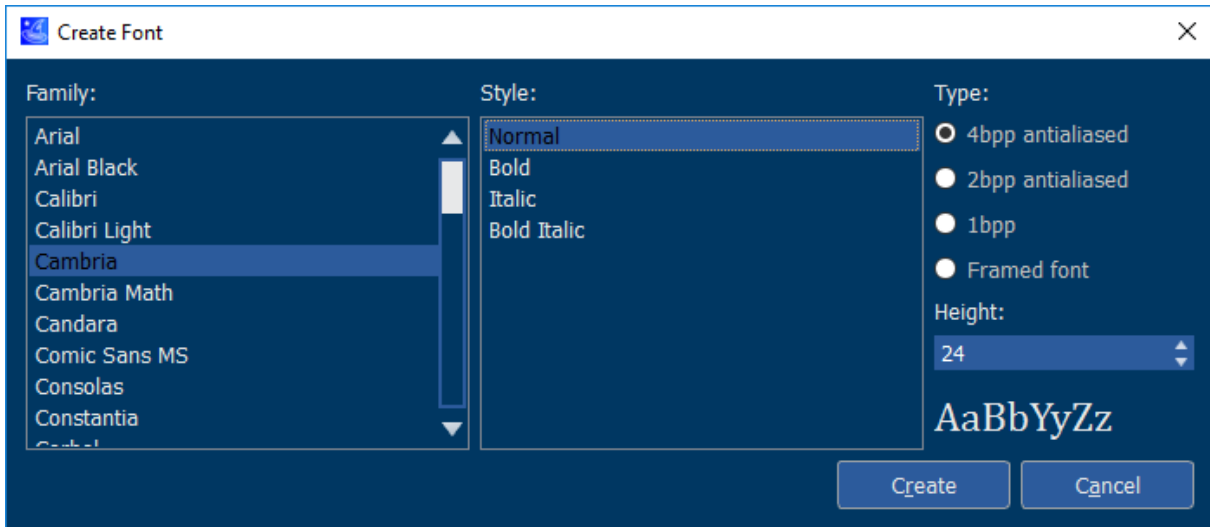 Create Font
Family:
Arial
Arial Black
Calibri
Calibri Light
Cambria
Cambria Math
Candara
Comic Sans MS
Consolas
Constantia
Style:
Normal
Bold
Italic
Bold Italic
Type:
4bpp antialiased
2bpp antialiased
1bpp
Framed font
Height:
24
AaBbYyZz
Create
Cancel